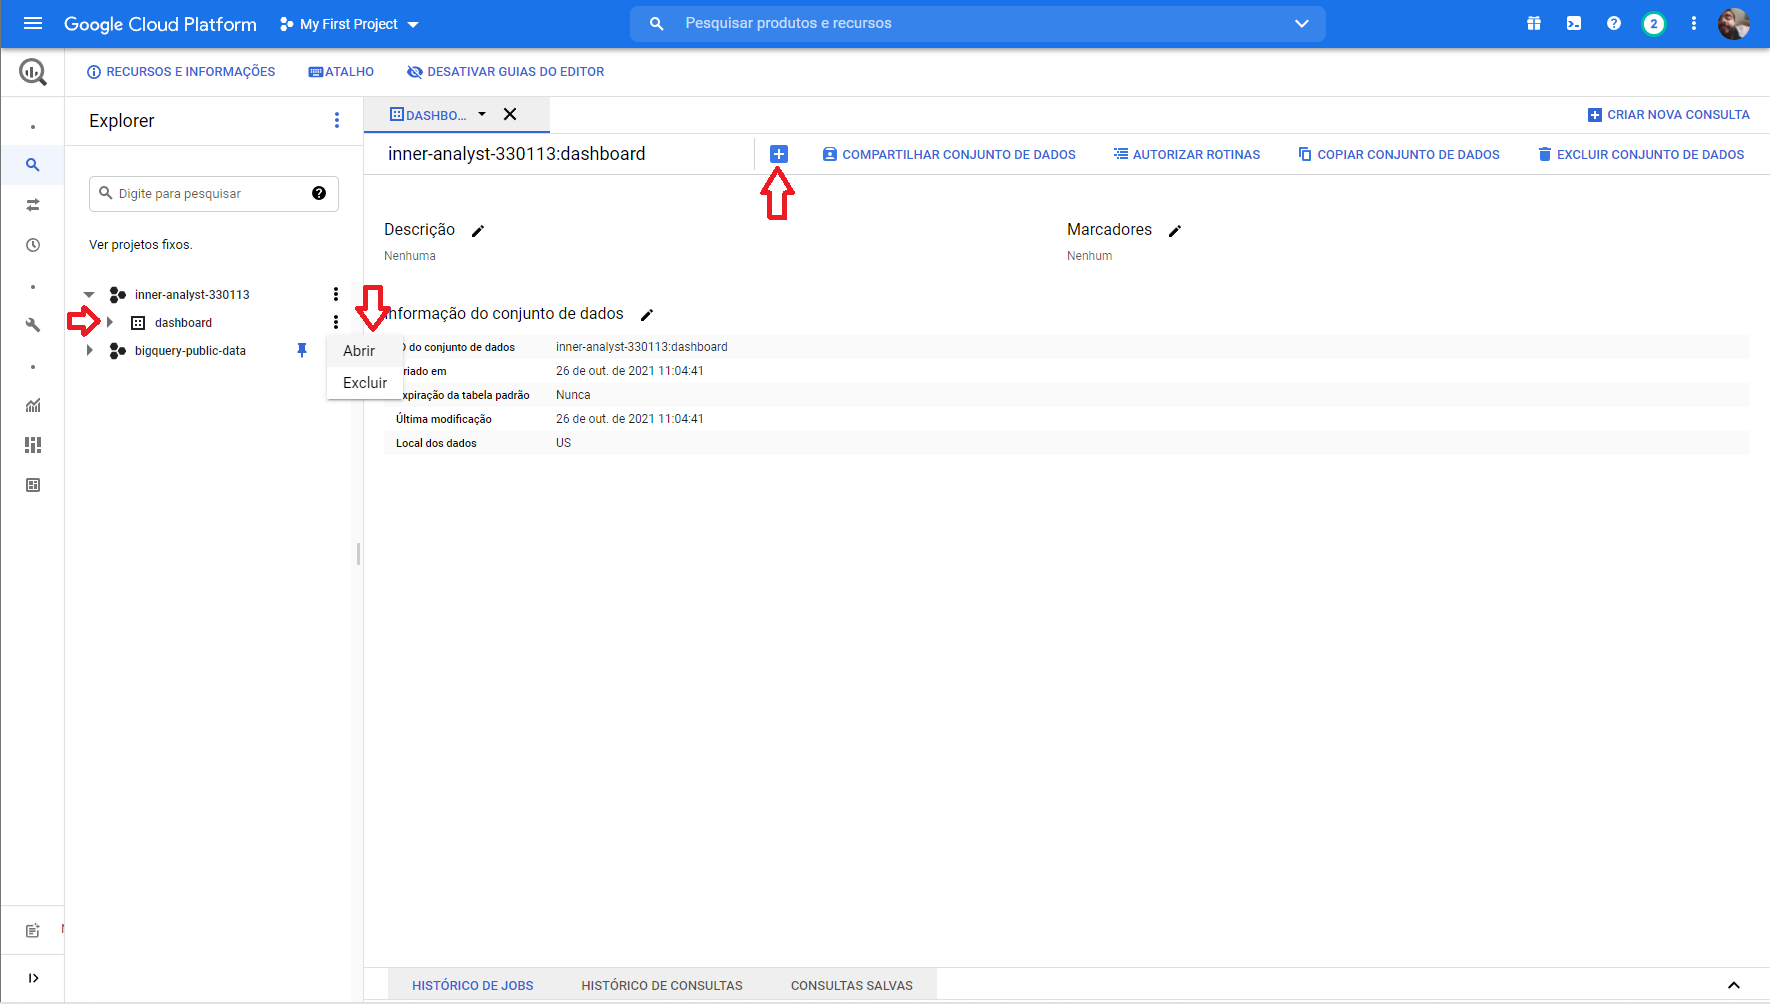 Google Cloud Platform
My First Project
Pesquisar produtos e recursos
2
RECURSOS E INFORMAÇÕES
ATALHO
DESATIVAR GUIAS DO EDITOR
Explorer
DASHBO...
CRIAR NOVA CONSULTA
inner-analyst-330113:dashboard
COMPARTILHAR CONJUNTO DE DADOS
AUTORIZAR ROTINAS
COPIAR CONJUNTO DE DADOS
EXCLUIR CONJUNTO DE DADOS
Digite para pesquisar
Ver projetos fixos.
inner-analyst-330113
dashboard
bigquery-public-data
Abrir
Excluir
Descrição
Nenhuma
Marcadores
Nenhum
nformação do conjunto de dados
do conjunto de dados inner-analyst-330113:dashboard
riado em 26 de out. de 2021 11:04:41
xpiração da tabela padrão Nunca
Última modificação 26 de out. de 2021 11:04:41
Local dos dados US
HISTÓRICO DE JOBS
HISTÓRICO DE CONSULTAS
CONSULTAS SALVAS